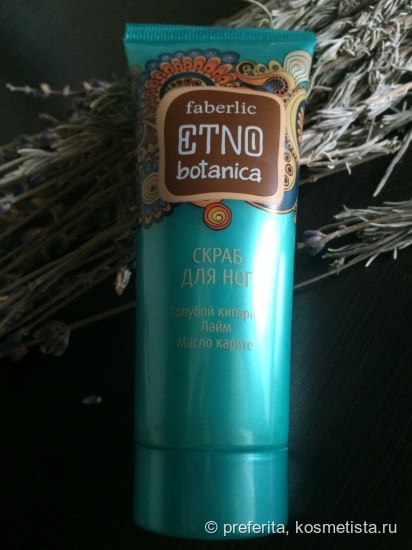 faberlic
ETNO
botanica
СКРАБ
ДЛЯ НОГ
Голубой кипарис
Лайм
Масло карите
© preferita, kosmetista.ru